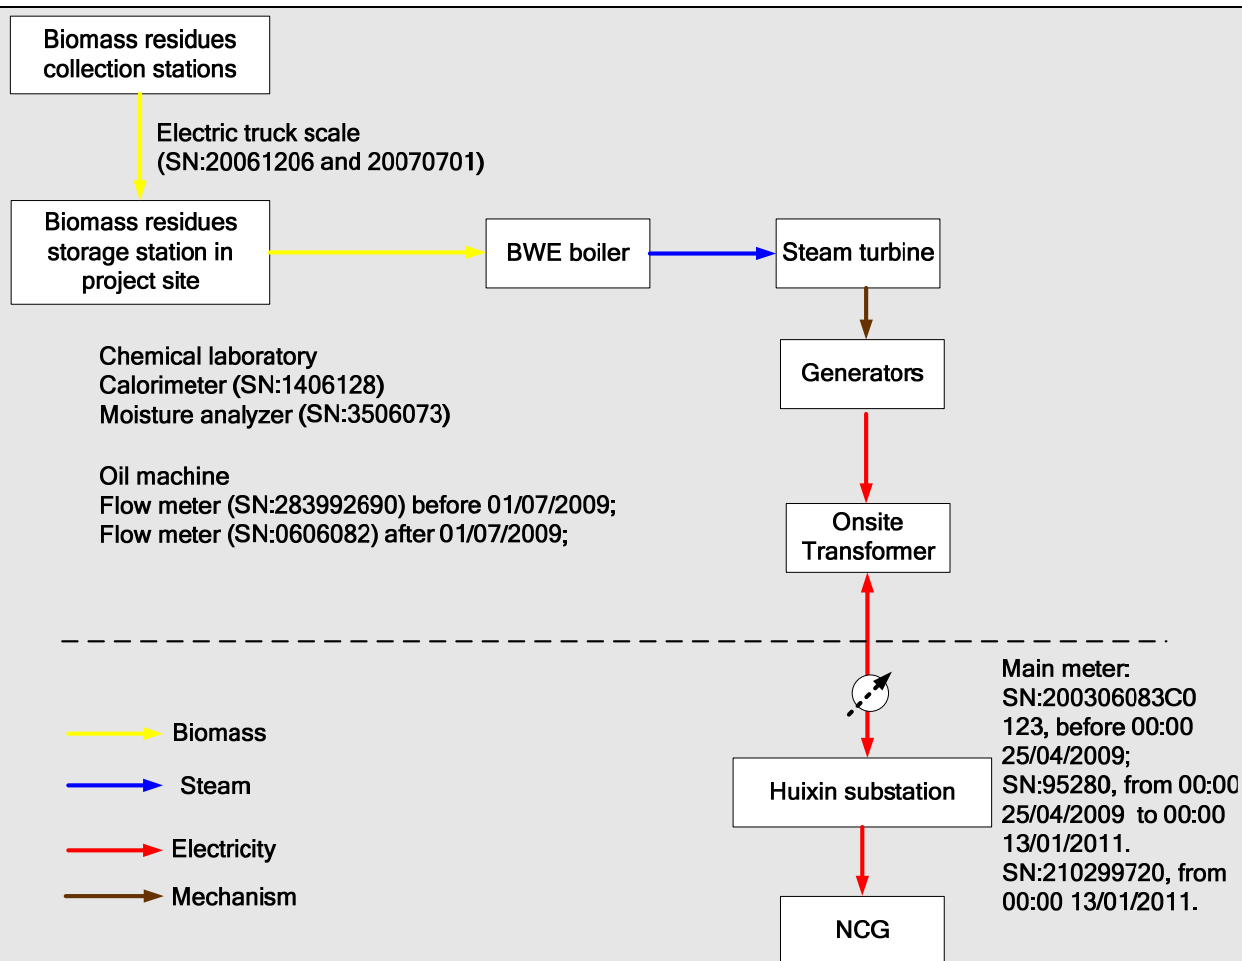 Biomass residues
collection stations
Electric truck scale
(SN:20061206 and 20070701)
Biomass residues
storage station in
project site
BWE boiler
Steam turbine
Chemical laboratory
Calorimeter (SN:1406128)
Moisture analyzer (SN:3506073)
Generators
Oil machine
Flow meter (SN:283992690) before 01/07/2009;
Flow meter (SN:0606082) after 01/07/2009;
Onsite
Transformer
Main meter:
SN:200306083C0
123, before 00:00
25/04/2009;
SN:95280, from 00:00
25/04/2009 to 00:00
13/01/2011.
SN:210299720, from
00:00 13/01/2011.
Huixin substation
NCG
Biomass
Steam
Electricity
Mechanism